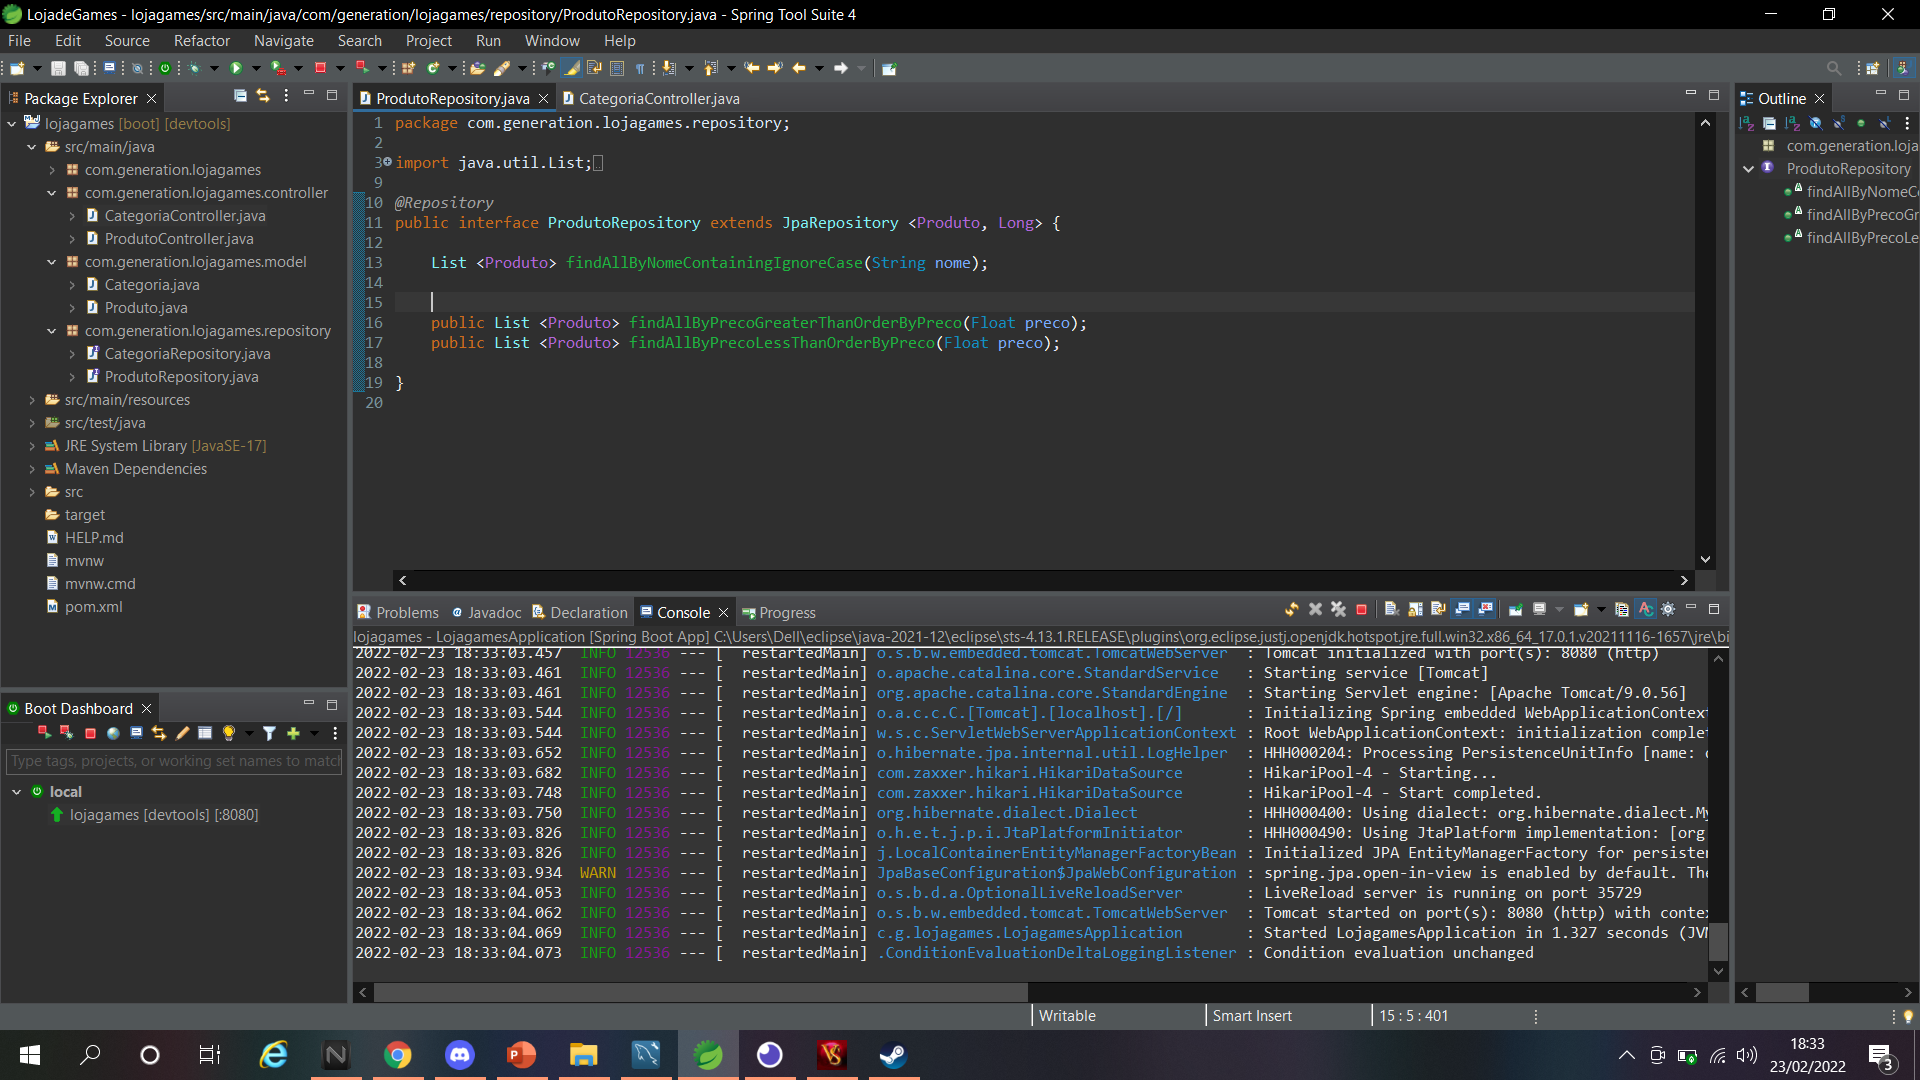 LojadeGames - lojagames/src/main/java/com/generation/lojagames/repository/ProdutoRepository.java - Spring Tool Suite 4
File Edit Source Refactor Navigate Search Project Run Window Help
Package Explorer
lojagames [boot] [devtools]
src/main/java
com.generation.lojagames
com.generation.lojagames.controller
CategoriaController.java
ProdutoController.java
com.generation.lojagames.model
Categoria.java
Produto.java
com.generation.lojagames.repository
CategoriaRepository.java
ProdutoRepository.java
src/main/resources
src/test/java
JRE System Library [JavaSE-17]
Maven Dependencies
src
target
HELP.md
mvnw
mvnw.cmd
pom.xml
Boot Dashboard
Type tags, projects, or working set names to match
local
lojagames [devtools] [:8080]
ProdutoRepository.java CategoriaController.java
1 package com.generation.lojagames.repository;
2
3 import java.util.List;
9
10 @Repository
11 public interface ProdutoRepository extends JpaRepository <Produto, Long> {
12
13 List <Produto> findAllByNomeContainingIgnoreCase(String nome);
14
15
16 public List <Produto> findAllByPrecoGreaterThanOrderByPreco(Float preco);
17 public List <Produto> findAllByPrecoLessThanOrderByPreco(Float preco);
18
19 }
20
Problems Javadoc Declaration Console Progress
lojagames - LojagamesApplication [Spring Boot App] C:\Users\Dell\eclipse\java-2021-12\eclipse\sts-4.13.1.RELEASE\plugins\org.eclipse.justj.openjdk.hotspot.jre.full.win32.x86_64_17.0.1.v20211116-1657\jre\bi
2022-02-23 18:33:03.457 INFO 12536 --- [ restartedMain] o.s.b.w.embedded.tomcat.TomcatWebServer : Tomcat initialized with port(s): 8080 (http)
2022-02-23 18:33:03.461 INFO 12536 --- [ restartedMain] o.apache.catalina.core.StandardService : Starting service [Tomcat]
2022-02-23 18:33:03.461 INFO 12536 --- [ restartedMain] org.apache.catalina.core.StandardEngine : Starting Servlet engine: [Apache Tomcat/9.0.56]
2022-02-23 18:33:03.544 INFO 12536 --- [ restartedMain] o.a.c.c.C.[Tomcat].[localhost].[/] : Initializing Spring embedded WebApplicationContext
2022-02-23 18:33:03.544 INFO 12536 --- [ restartedMain] w.s.c.ServletWebServerApplicationContext : Root WebApplicationContext: initialization complet
2022-02-23 18:33:03.652 INFO 12536 --- [ restartedMain] o.hibernate.jpa.internal.util.LogHelper : HHH000204: Processing PersistenceUnitInfo [name:
2022-02-23 18:33:03.682 INFO 12536 --- [ restartedMain] com.zaxxer.hikari.HikariDataSource : HikariPool-4 - Starting...
2022-02-23 18:33:03.748 INFO 12536 --- [ restartedMain] com.zaxxer.hikari.HikariDataSource : HikariPool-4 - Start completed.
2022-02-23 18:33:03.750 INFO 12536 --- [ restartedMain] org.hibernate.dialect.Dialect : HHH000400: Using dialect: org.hibernate.dialect.My
2022-02-23 18:33:03.826 INFO 12536 --- [ restartedMain] o.h.e.t.j.p.i.JtaPlatformInitiator : HHH000490: Using JtaPlatform implementation: [org
2022-02-23 18:33:03.826 INFO 12536 --- [ restartedMain] j.LocalContainerEntityManagerFactoryBean : Initialized JPA EntityManagerFactory for persisten
2022-02-23 18:33:03.934 WARN 12536 --- [ restartedMain] JpaBaseConfiguration$JpaWebConfiguration : spring.jpa.open-in-view is enabled by default. The
2022-02-23 18:33:04.053 INFO 12536 --- [ restartedMain] o.s.b.d.a.OptionalLiveReloadServer : LiveReload server is running on port 35729
2022-02-23 18:33:04.062 INFO 12536 --- [ restartedMain] o.s.b.w.embedded.tomcat.TomcatWebServer : Tomcat started on port(s): 8080 (http) with contex
2022-02-23 18:33:04.069 INFO 12536 --- [ restartedMain] c.g.lojagames.LojagamesApplication : Started LojagamesApplication in 1.327 seconds (JVM
2022-02-23 18:33:04.073 INFO 12536 --- [ restartedMain] .ConditionEvaluationDeltaLoggingListener : Condition evaluation unchanged
Outline
com.generation.loja
ProdutoRepository
findAllByNomeCo
findAllByPrecoGr
findAllByPrecoLe
Writable Smart Insert 15 : 5 : 401
18:33
23/02/2022
3